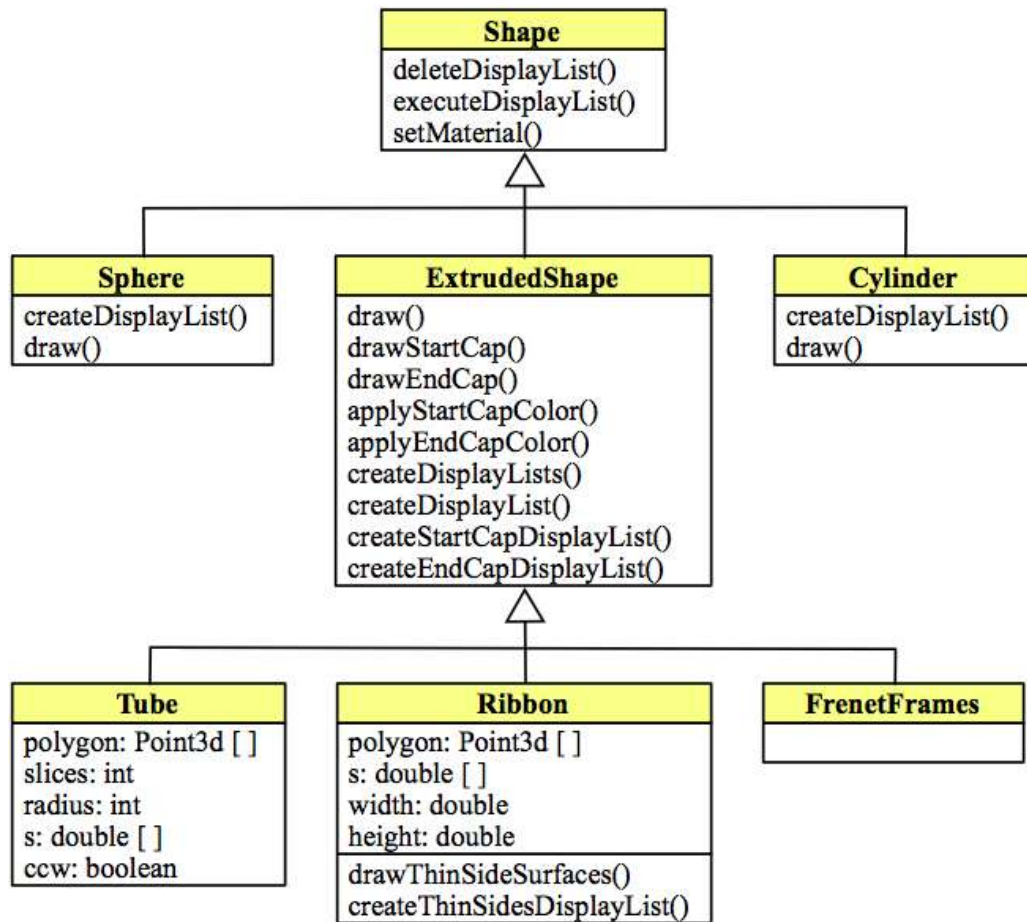 Shape
deleteDisplayList()
executeDisplayList()
setMaterial()
Sphere
createDisplayList()
draw()
ExtrudedShape
draw()
drawStartCap()
drawEndCap()
applyStartCapColor()
applyEndCapColor()
createDisplayLists()
createDisplayList()
createStartCapDisplayList()
createEndCapDisplayList()
Cylinder
createDisplayList()
draw()
Tube
polygon: Point3d [ ]
slices: int
radius: int
s: double [ ]
ccw: boolean
Ribbon
polygon: Point3d [ ]
s: double [ ]
width: double
height: double
drawThinSideSurfaces()
createThinSidesDisplayList()
FrenetFrames